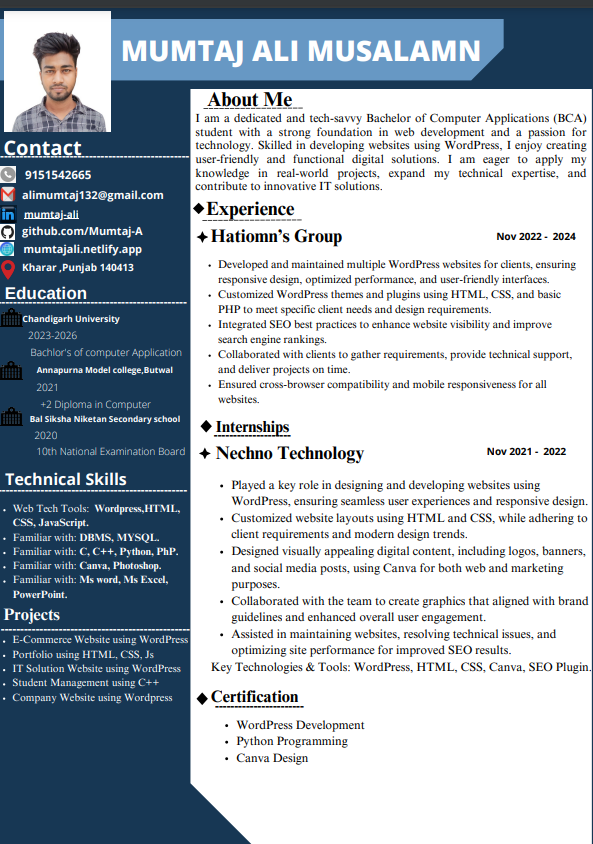 MUMTAJ ALI MUSALAMN
Contact
9151542665
alimumtaj132@gmail.com
mumtaj-ali
github.com/Mumtaj-A
mumtajali.netlify.app
Kharar ,Punjab 140413
Education
Chandigarh University
2023-2026
Bachlor's of computer Application
Annapurna Model college,Butwal
2021
+2 Diploma in Computer
Bal Siksha Niketan Secondary school
2020
10th National Examination Board
Technical Skills
• Web Tech Tools: Wordpress,HTML,
CSS, JavaScript.
• Familiar with: DBMS, MYSQL.
• Familiar with: C, C++, Python, PhP.
• Familiar with: Canva, Photoshop.
• Familiar with: Ms word, Ms Excel,
PowerPoint.
Projects
• E-Commerce Website using WordPress
• Portfolio using HTML, CSS, Js
• IT Solution Website using WordPress
• Student Management using C++
• Company Website using Wordpress
About Me
I am a dedicated and tech-savvy Bachelor of Computer Applications (BCA)
student with a strong foundation in web development and a passion for
technology. Skilled in developing websites using WordPress, I enjoy creating
user-friendly and functional digital solutions. I am eager to apply my
knowledge in real-world projects, expand my technical expertise, and
contribute to innovative IT solutions.
Experience
Hatiomn's Group Nov 2022 - 2024
• Developed and maintained multiple WordPress websites for clients, ensuring
responsive design, optimized performance, and user-friendly interfaces.
• Customized WordPress themes and plugins using HTML, CSS, and basic
PHP to meet specific client needs and design requirements.
• Integrated SEO best practices to enhance website visibility and improve
search engine rankings.
• Collaborated with clients to gather requirements, provide technical support,
and deliver projects on time.
• Ensured cross-browser compatibility and mobile responsiveness for all
websites.
Internships
Nechno Technology Nov 2021 - 2022
• Played a key role in designing and developing websites using
WordPress, ensuring seamless user experiences and responsive design.
• Customized website layouts using HTML and CSS, while adhering to
client requirements and modern design trends.
• Designed visually appealing digital content, including logos, banners,
and social media posts, using Canva for both web and marketing
purposes.
• Collaborated with the team to create graphics that aligned with brand
guidelines and enhanced overall user engagement.
• Assisted in maintaining websites, resolving technical issues, and
optimizing site performance for improved SEO results.
Key Technologies & Tools: WordPress, HTML, CSS, Canva, SEO Plugin.
Certification
• WordPress Development
• Python Programming
• Canva Design